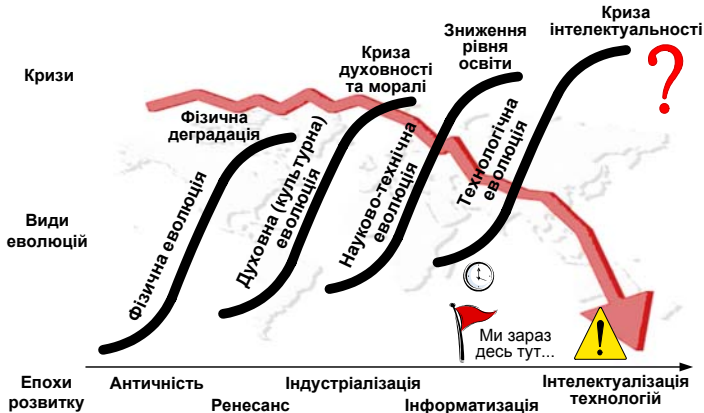 Криза
інтелектуальності
Зниження
рівня
освіти
Криза
духовності
та моралі
Кризи
Фізична
деградація
?
Фізична еволюція
Духовна (культурна)
еволюція
Науково-технічна
еволюція
Технологічна
еволюція
Види
еволюцій
Ми зараз
десь тут...
!
Епохи
розвитку
Античність
Ренесанс
Індустріалізація
Інформатизація
Інтелектуалізація
технологій